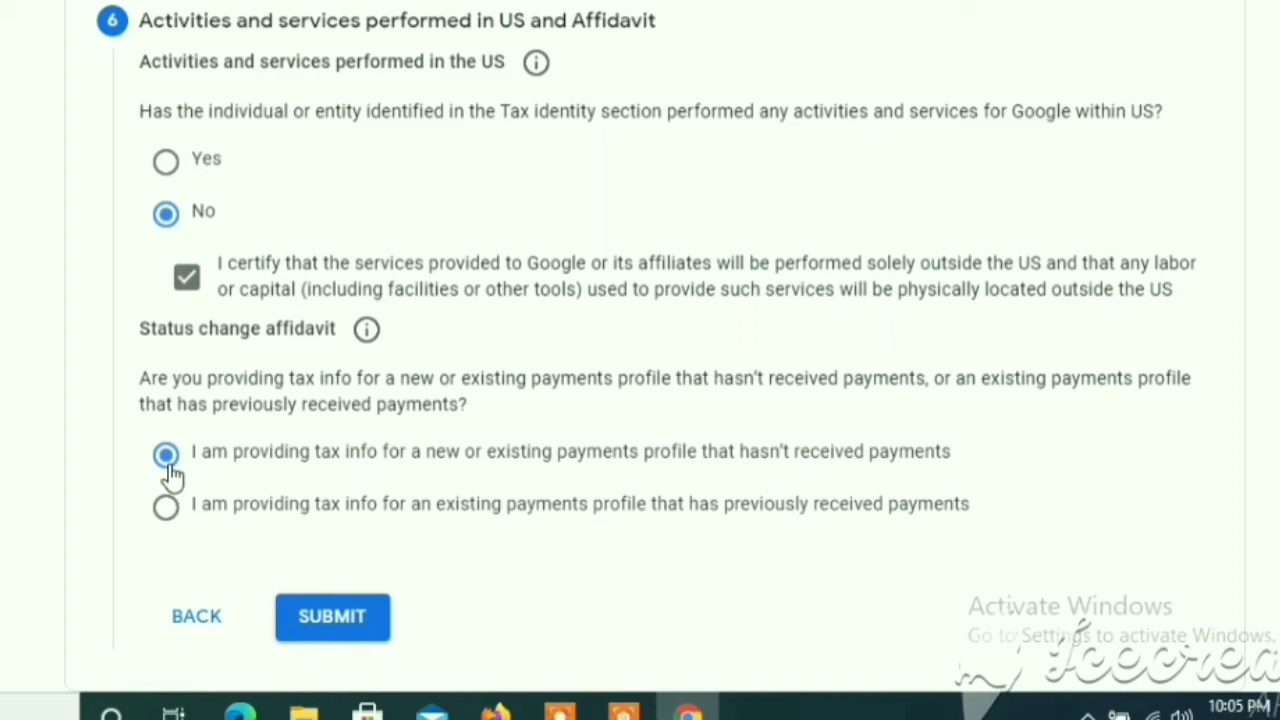 6 Activities and services performed in US and Affidavit
Activities and services performed in the US
Has the individual or entity identified in the Tax identity section performed any activities and services for Google within US?
Yes
No
I certify that the services provided to Google or its affiliates will be performed solely outside the US and that any labor
or capital (including facilities or other tools) used to provide such services will be physically located outside the US
Status change affidavit
Are you providing tax info for a new or existing payments profile that hasn't received payments, or an existing payments profile
that has previously received payments?
I am providing tax info for a new or existing payments profile that hasn't received payments
I am providing tax info for an existing payments profile that has previously received payments
BACK SUBMIT
Activate Windows
Go to Settings to activate Windows.
my
10:05 PM